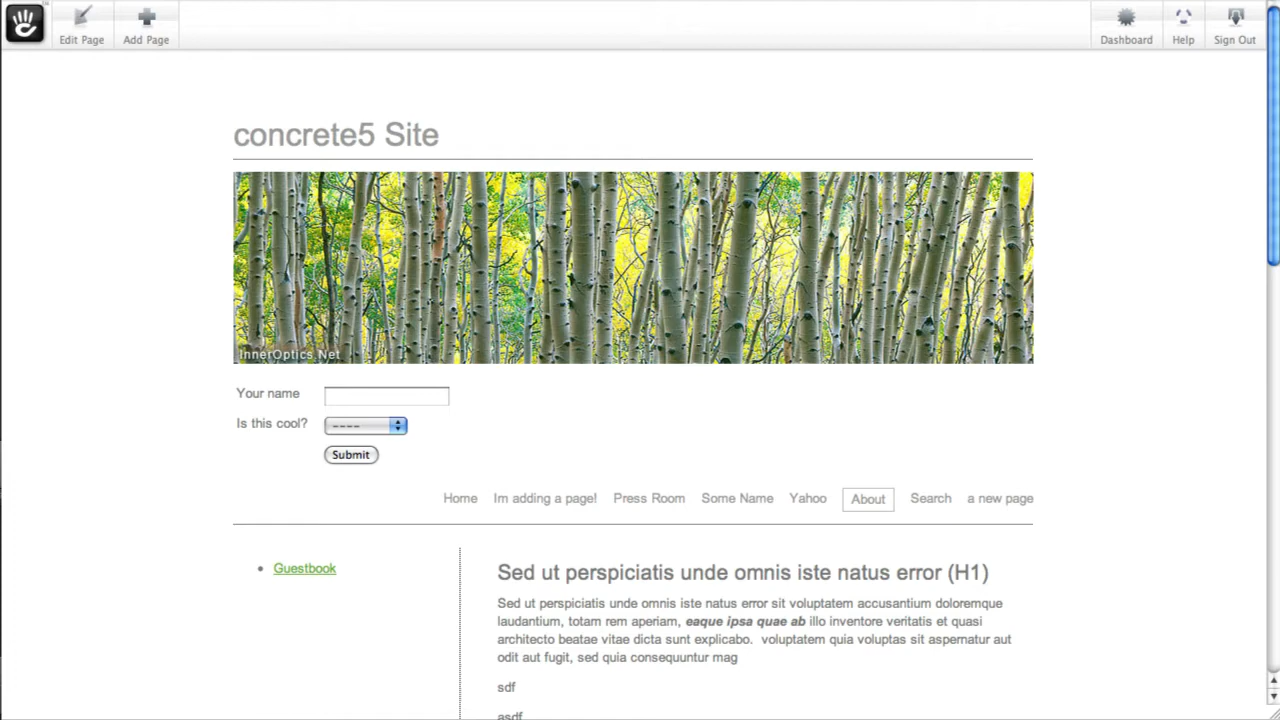 Edit Page Add Page Dashboard Help Sign Out
concrete5 Site
InnerOptics.Net
Your name
Is this cool? ----
Submit
Home Im adding a page! Press Room Some Name Yahoo About Search a new page
Guestbook
Sed ut perspiciatis unde omnis iste natus error (H1)
Sed ut perspiciatis unde omnis iste natus error sit voluptatem accusantium doloremque
laudantium, totam rem aperiam, eaque ipsa quae ab illo inventore veritatis et quasi
architecto beatae vitae dicta sunt explicabo.  voluptatem quia voluptas sit aspernatur aut
odit aut fugit, sed quia consequuntur mag
sdf
asdf